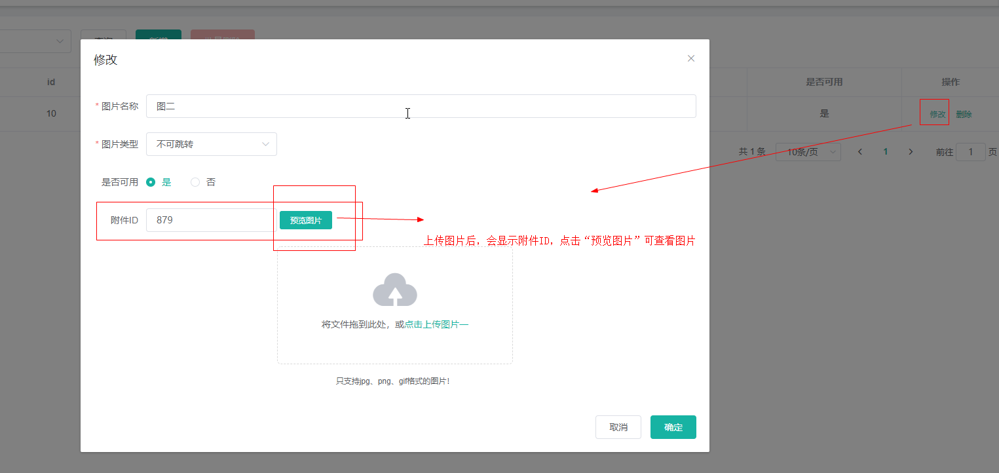 修改
id
是否可用
操作
* 图片名称 图二
10
是
修改 删除
* 图片类型 不可跳转
共 1 条 10条/页 1 前往 1 页
是否可用 是 否
附件ID 879 预览图片
上传图片后，会显示附件ID，点击“预览图片”可查看图片
将文件拖到此处，或点击上传图片一
只支持jpg、png、gif格式的图片！
取消 确定